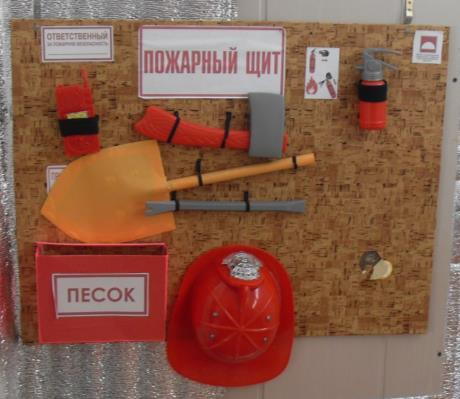 ОТВЕТСТВЕННЫЙ
ЗА ПОЖАРНУЮ БЕЗОПАСНОСТЬ
ПОЖАРНЫЙ ЩИТ
ПЕСОК